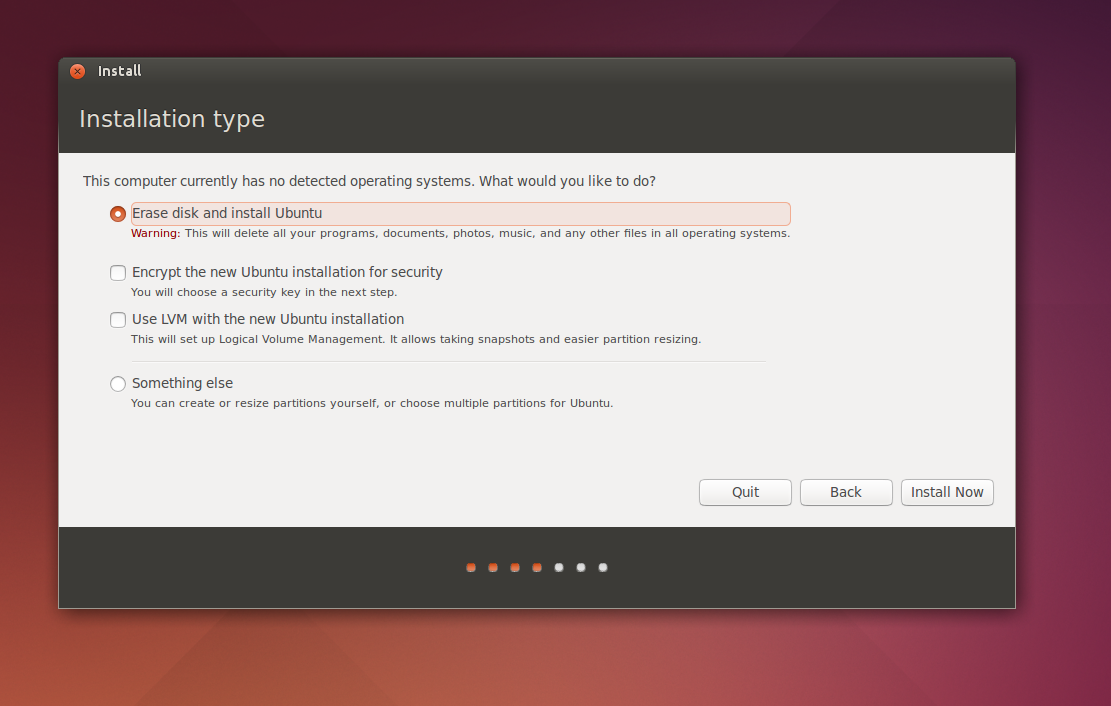 Install
Installation type
This computer currently has no detected operating systems. What would you like to do?
Erase disk and install Ubuntu
Warning: This will delete all your programs, documents, photos, music, and any other files in all operating systems.
Encrypt the new Ubuntu installation for security
You will choose a security key in the next step.
Use LVM with the new Ubuntu installation
This will set up Logical Volume Management. It allows taking snapshots and easier partition resizing.
Something else
You can create or resize partitions yourself, or choose multiple partitions for Ubuntu.
Quit Back Install Now